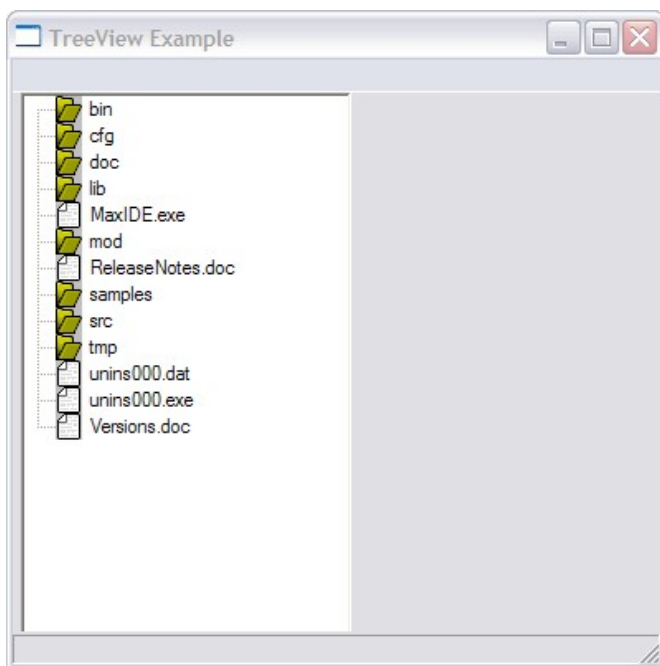 TreeView Example
bin
cfg
doc
lib
MaxIDE.exe
mod
ReleaseNotes.doc
samples
src
tmp
unins000.dat
unins000.exe
Versions.doc